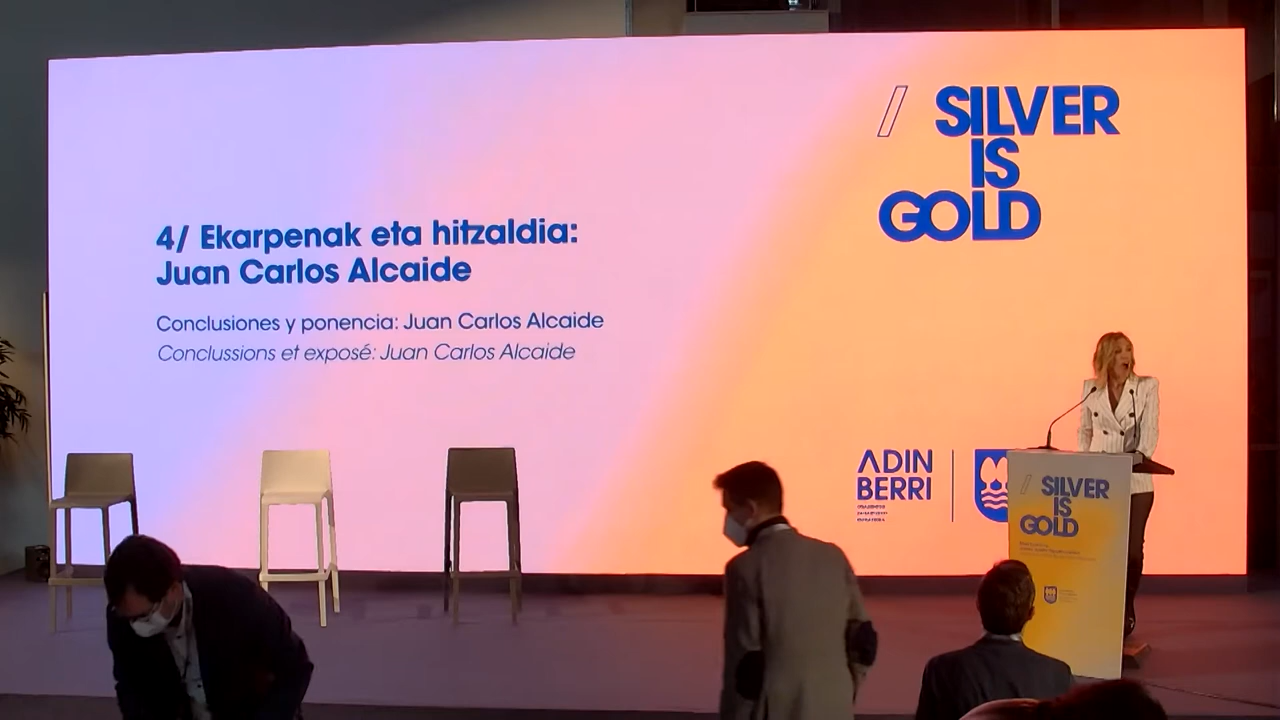 / SILVER
IS
GOLD
4/ Ekarpenak eta hitzaldia:
Juan Carlos Alcaide
Conclusiones y ponencia: Juan Carlos Alcaide
Conclussions et exposé: Juan Carlos Alcaide
ADIN
BERRI
/ SILVER
IS
GOLD